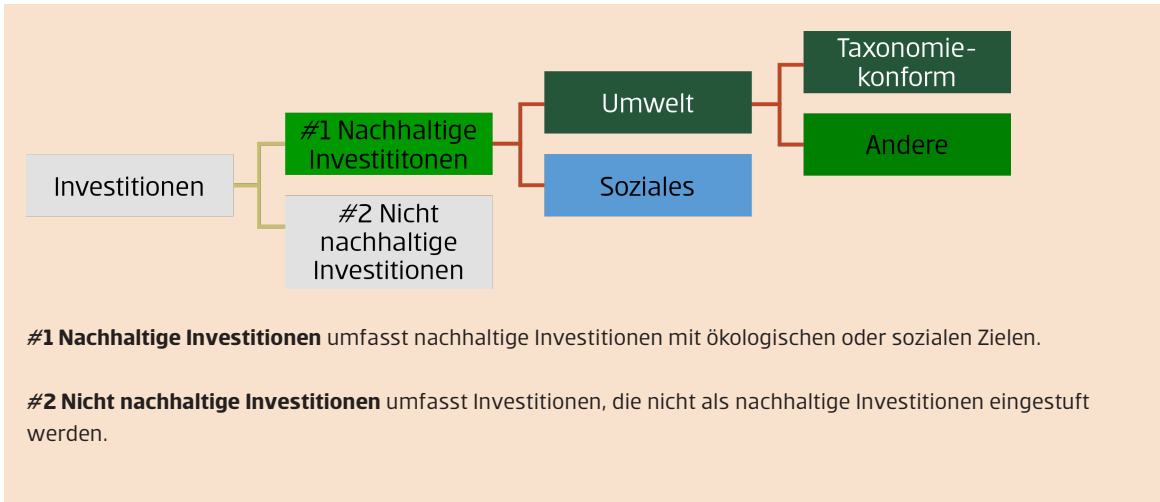 Investitionen
#1 Nachhaltige
Investititonen
#2 Nicht
nachhaltige
Investitionen
Umwelt
Soziales
Taxonomie-
konform
Andere
#1 Nachhaltige Investitionen umfasst nachhaltige Investitionen mit ökologischen oder sozialen Zielen.
#2 Nicht nachhaltige Investitionen umfasst Investitionen, die nicht als nachhaltige Investitionen eingestuft
werden.